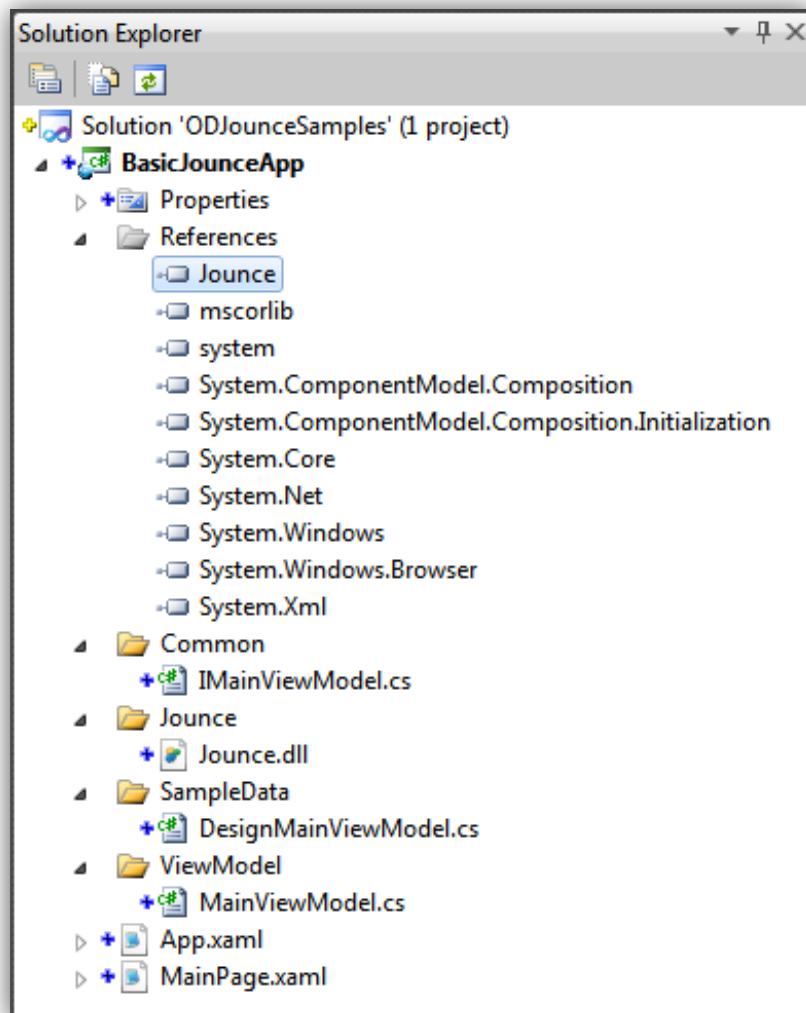 Solution Explorer
Solution 'ODJounceSamples' (1 project)
BasicJounceApp
Properties
References
Jounce
mscorlib
system
System.ComponentModel.Composition
System.ComponentModel.Composition.Initialization
System.Core
System.Net
System.Windows
System.Windows.Browser
System.Xml
Common
IMainViewModel.cs
Jounce
Jounce.dll
SampleData
DesignMainViewModel.cs
ViewModel
MainViewModel.cs
App.xaml
MainPage.xaml